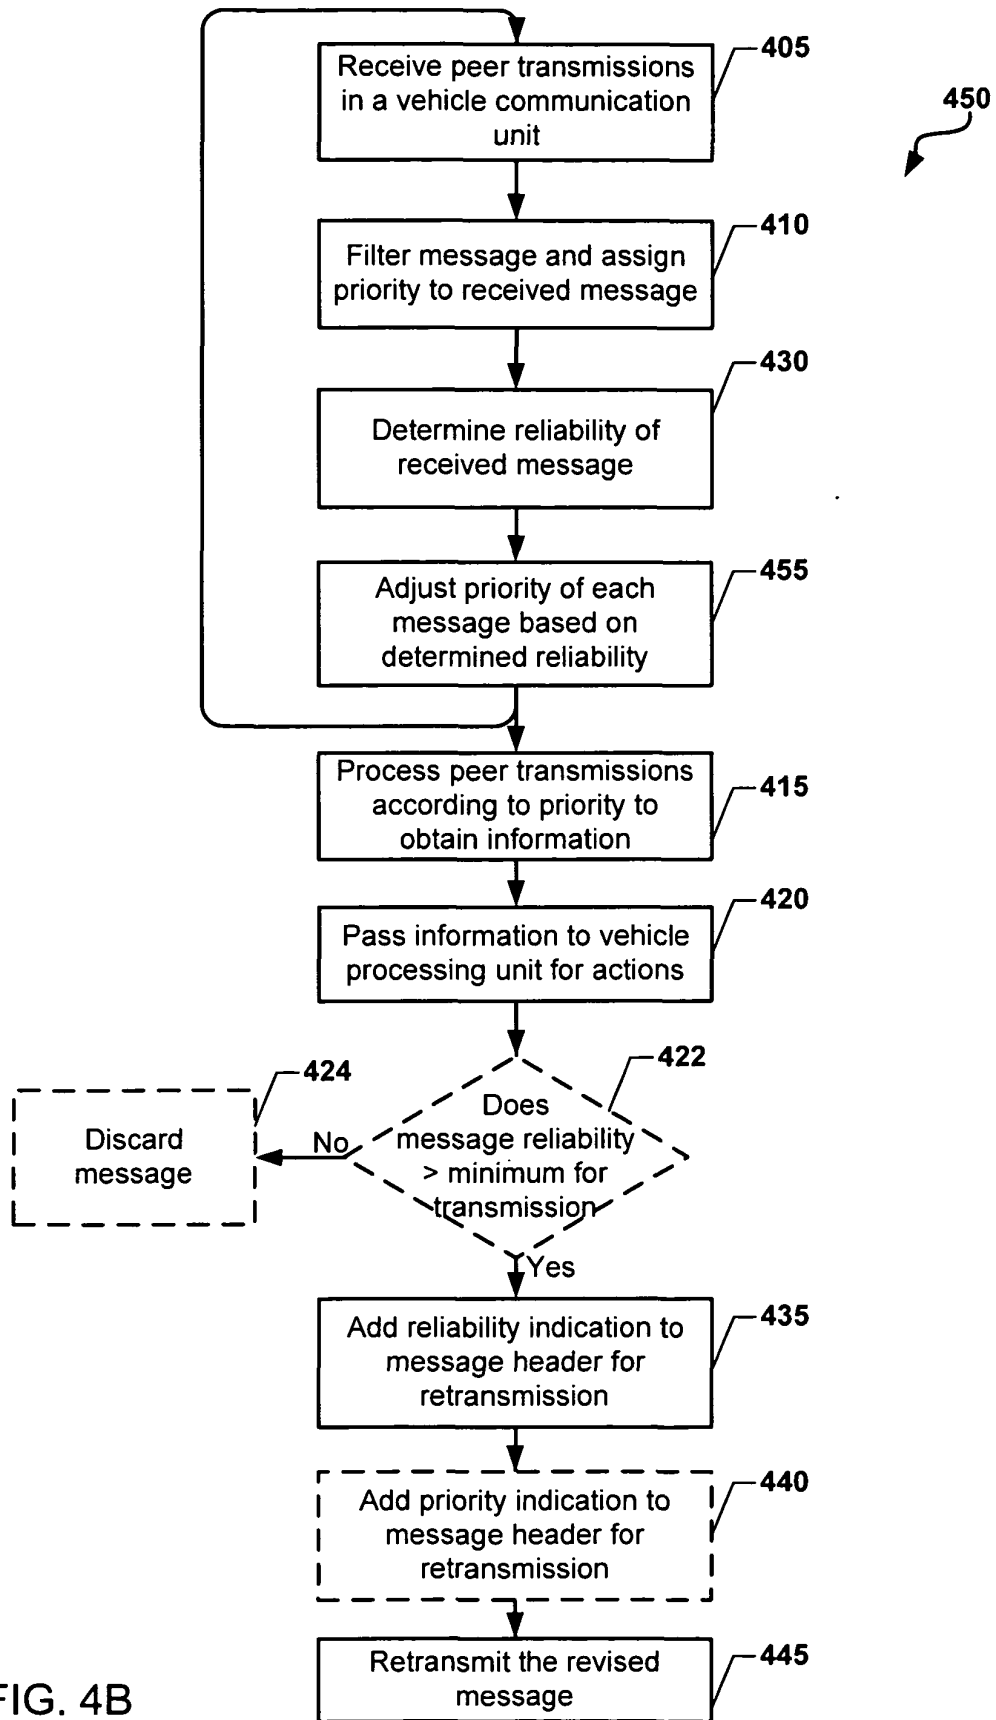 Receive peer transmissions
in a vehicle communication
unit
405
450
Filter message and assign
priority to received message
410
Determine reliability of
received message
430
Adjust priority of each
message based on
determined reliability
455
Process peer transmissions
according to priority to
obtain information
415
Pass information to vehicle
processing unit for actions
420
Does
message reliability
> minimum for
transmission
422
No
Discard
message
424
Yes
Add reliability indication to
message header for
retransmission
435
Add priority indication to
message header for
retransmission
440
Retransmit the revised
message
445
FIG. 4B